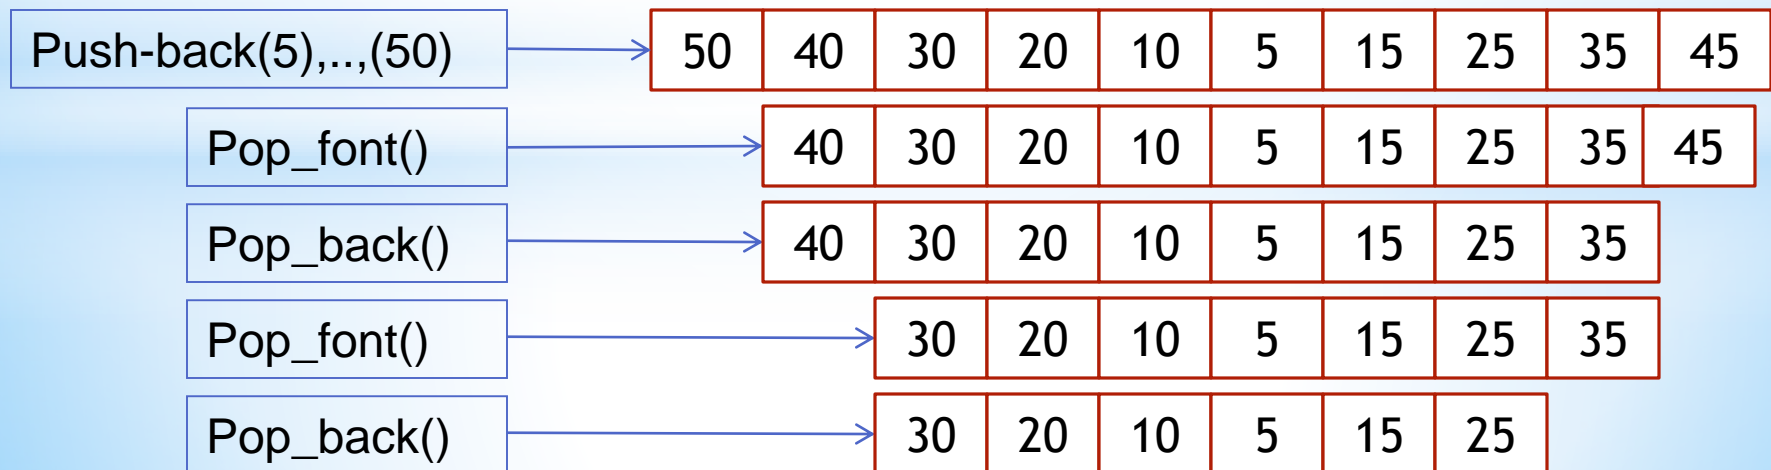 Push-back(5),..,(50) 50 40 30 20 10 5 15 25 35 45
Pop_font() 40 30 20 10 5 15 25 35 45
Pop_back() 40 30 20 10 5 15 25 35
Pop_font() 30 20 10 5 15 25 35
Pop_back() 30 20 10 5 15 25